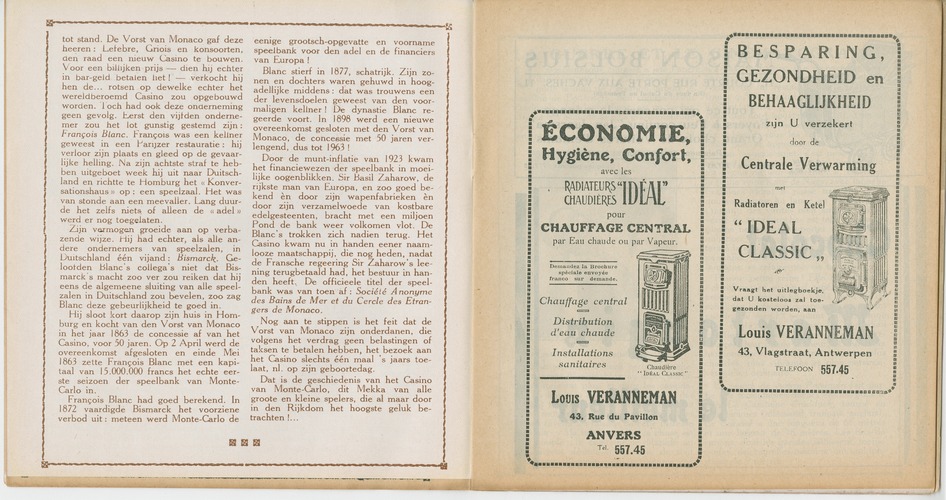 tot stand. De Vorst van Monaco gaf deze
heeren: Lefebre, Griois en konsoorten,
den raad een nieuw Casino te bouwen.
Voor een bilijken prijs — dien hij echter
in bar-geld betalen liet! — verkocht hij
hen de... rotsen op dewelke echter het
wereldberoemd Casino zou opgebouwd
worden. Toch had ook deze onderneming
geen gevolg. Eerst den vijfden onderne-
mer zou het lot gunstig gestemd zijn:
François Blanc. François was een kellner
geweest in een Parijzer restauratie: hij
verloor zijn plaats en gleed op de gevaar-
lijke helling. Na zijn achtste straf te heb-
ben uitgeboet week hij uit naar Duitsch-
land en richtte te Homburg het « Konver-
sationshaus » op: een speelzaal. Het was
van stonde aan een meevaller. Lang duur-
de het zelfs niets of alleen de « adel »
werd er nog toegelaten.
Zijn vermogen groeide aan op verba-
zende wijze. Hij had echter, als alle an-
dere ondernemers van speelzalen, in
Duitschland één vijand: Bismarck. Ge-
lootden Blanc's collega's niet dat Bis-
marck's macht zoo ver zou reiken dat hij
eens de algemeene sluiting van alle speel-
zalen in Duitschland zou bevelen, zoo zag
Blanc deze gebeurlijkheid te goed in.
Hij sloot kort daarop zijn huis in Hom-
burg en kocht van den Vorst van Monaco
in het jaar 1863 de concessie af van het
Casino, voor 50 jaren. Op 2 April werd de
overeenkomst afgesloten en einde Mei
1863 zette François Blanc met een kapi-
taal van 15.000.000 francs het echte eer-
ste seizoen der speelbank van Monte-
Carlo in.
François Blanc had goed berekend. In
1872 vaardigde Bismarck het voorziene
verbod uit: meteen werd Monte-Carlo de
eenige grootsch-opgevatte en voorname
speelbank voor den adel en de financiers
van Europa!
Blanc stierf in 1877, schatrijk. Zijn zo-
nen en dochters waren gehuwd in hoog-
adellijke middens: dat was trouwens een
der levensdoelen geweest van den voor-
maligen kellner! De dynastie Blanc re-
geerde voort. In 1898 werd een nieuwe
overeenkomst gesloten met den Vorst van
Monaco, de concessie met 50 jaren ver-
lengend, dus tot 1963!
Door de munt-inflatie van 1923 kwam
het financiewezen der speelbank in moei-
lijke oogenblikken. Sir Basil Zaharow, de
rijkste man van Europa, en zoo goed be-
kend èn door zijn wapenfabrieken èn
door zijn verzamelwoede van kostbare
edelgesteenten, bracht met een miljoen
Pond de bank weer volkomen vlot. De
Blanc's trokken zich nadien terug. Het
Casino kwam nu in handen eener naam-
looze maatschappij, die nog heden, nadat
de Fransche regeering Sir Zaharow's lee-
ning terugbetaald had, het bestuur in han-
den heeft. De officieele titel der speel-
bank was van toen af: Société Anonyme
des Bains de Mer et du Cercle des Etran-
gers de Monaco.
Nog aan te stippen is het feit dat de
Vorst van Monaco zijn onderdanen, die
volgens het verdrag geen belastingen of
taksen te betalen hebben, het bezoek aan
het Casino slechts één maal 's jaars toe-
laat, nl. op zijn geboortedag.
Dat is de geschiedenis van het Casino
van Monte-Carlo, dit Mekka van alle
groote en kleine spelers, die al maar door
in den Rijkdom het hoogste geluk be-
trachten!...
ÉCONOMIE,
Hygiène, Confort,
avec les
RADIATEURS
CHAUDIÈRES "IDÉAL"
pour
CHAUFFAGE CENTRAL
par Eau chaude ou par Vapeur.
Demandez la Brochure
spéciale envoyée
franco sur demande.
Chauffage central
Distribution
d'eau chaude
Installations
sanitaires
Chaudière
"IDEAL CLASSIC"
Louis VERANNEMAN
43, Rue du Pavillon
ANVERS
Tél. 557.45
BESPARING,
GEZONDHEID en
BEHAAGLIJKHEID
zijn U verzekert
door de
Centrale Verwarming
met
Radiatoren en Ketel
"IDEAL
CLASSIC„
Vraagt het uitlegboekje,
dat U kosteloos zal toe-
gezonden worden, aan
Louis VERANNEMAN
43, Vlagstraat, Antwerpen
TELEFOON 557.45